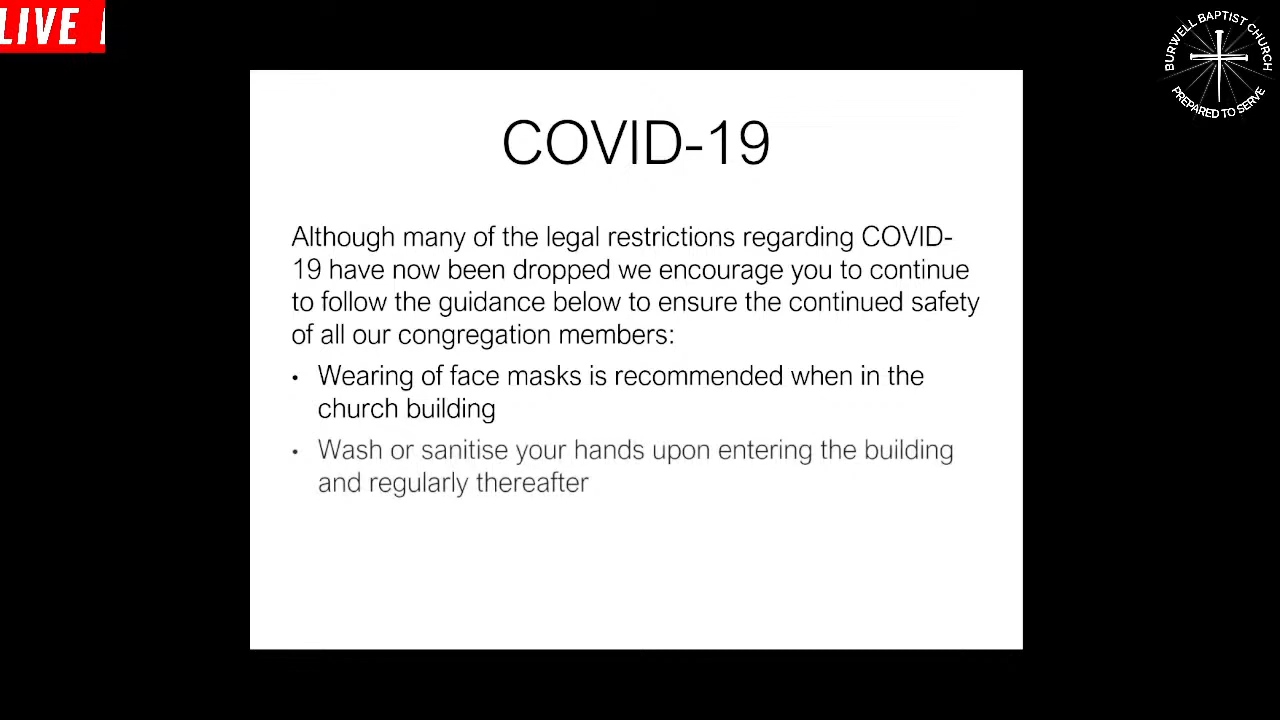 LIVE
BURWELL BAPTIST CHURCH
PREPARED TO SERVE
COVID-19
Although many of the legal restrictions regarding COVID-
19 have now been dropped we encourage you to continue
to follow the guidance below to ensure the continued safety
of all our congregation members:
• Wearing of face masks is recommended when in the
church building
• Wash or sanitise your hands upon entering the building
and regularly thereafter